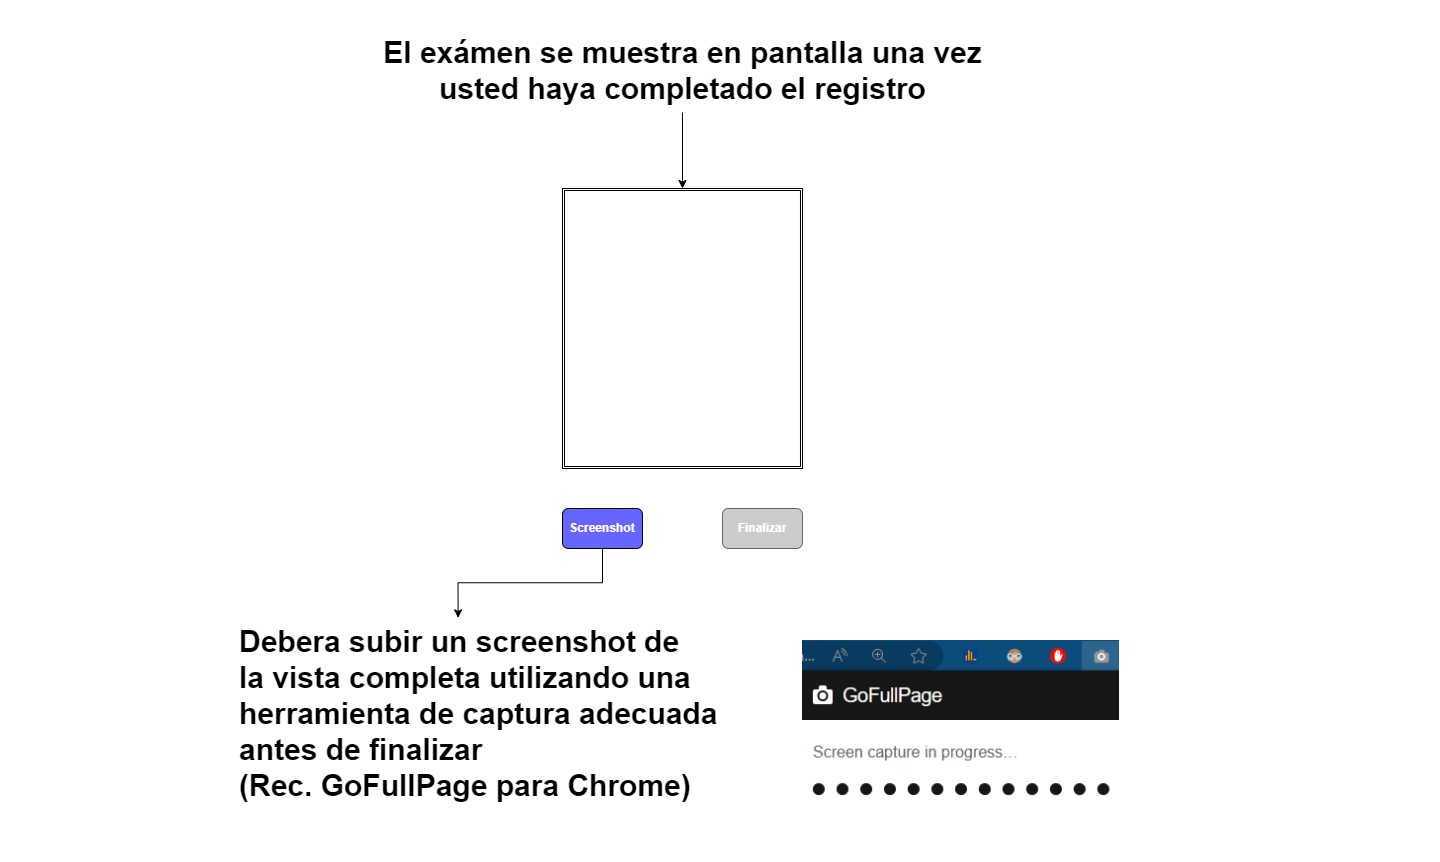 El exámen se muestra en pantalla una vez
usted haya completado el registro
Screenshot
Finalizar
Debera subir un screenshot de
la vista completa utilizando una
herramienta de captura adecuada
antes de finalizar
(Rec. GoFullPage para Chrome)
GoFullPage
Screen capture in progress...